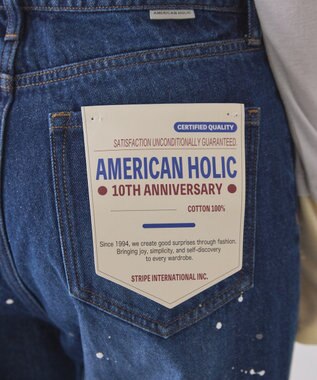 AMERICAN HOLIC
CERTIFIED QUALITY
SATISFACTION UNCONDITIONALLY GUARANTEED.
AMERICAN HOLIC
10TH ANNIVERSARY
COTTON 100%
Since 1994, we create good surprises through fashion.
Bringing joy, simplicity, and self-discovery
to every wardrobe.
STRIPE INTERNATIONAL INC.